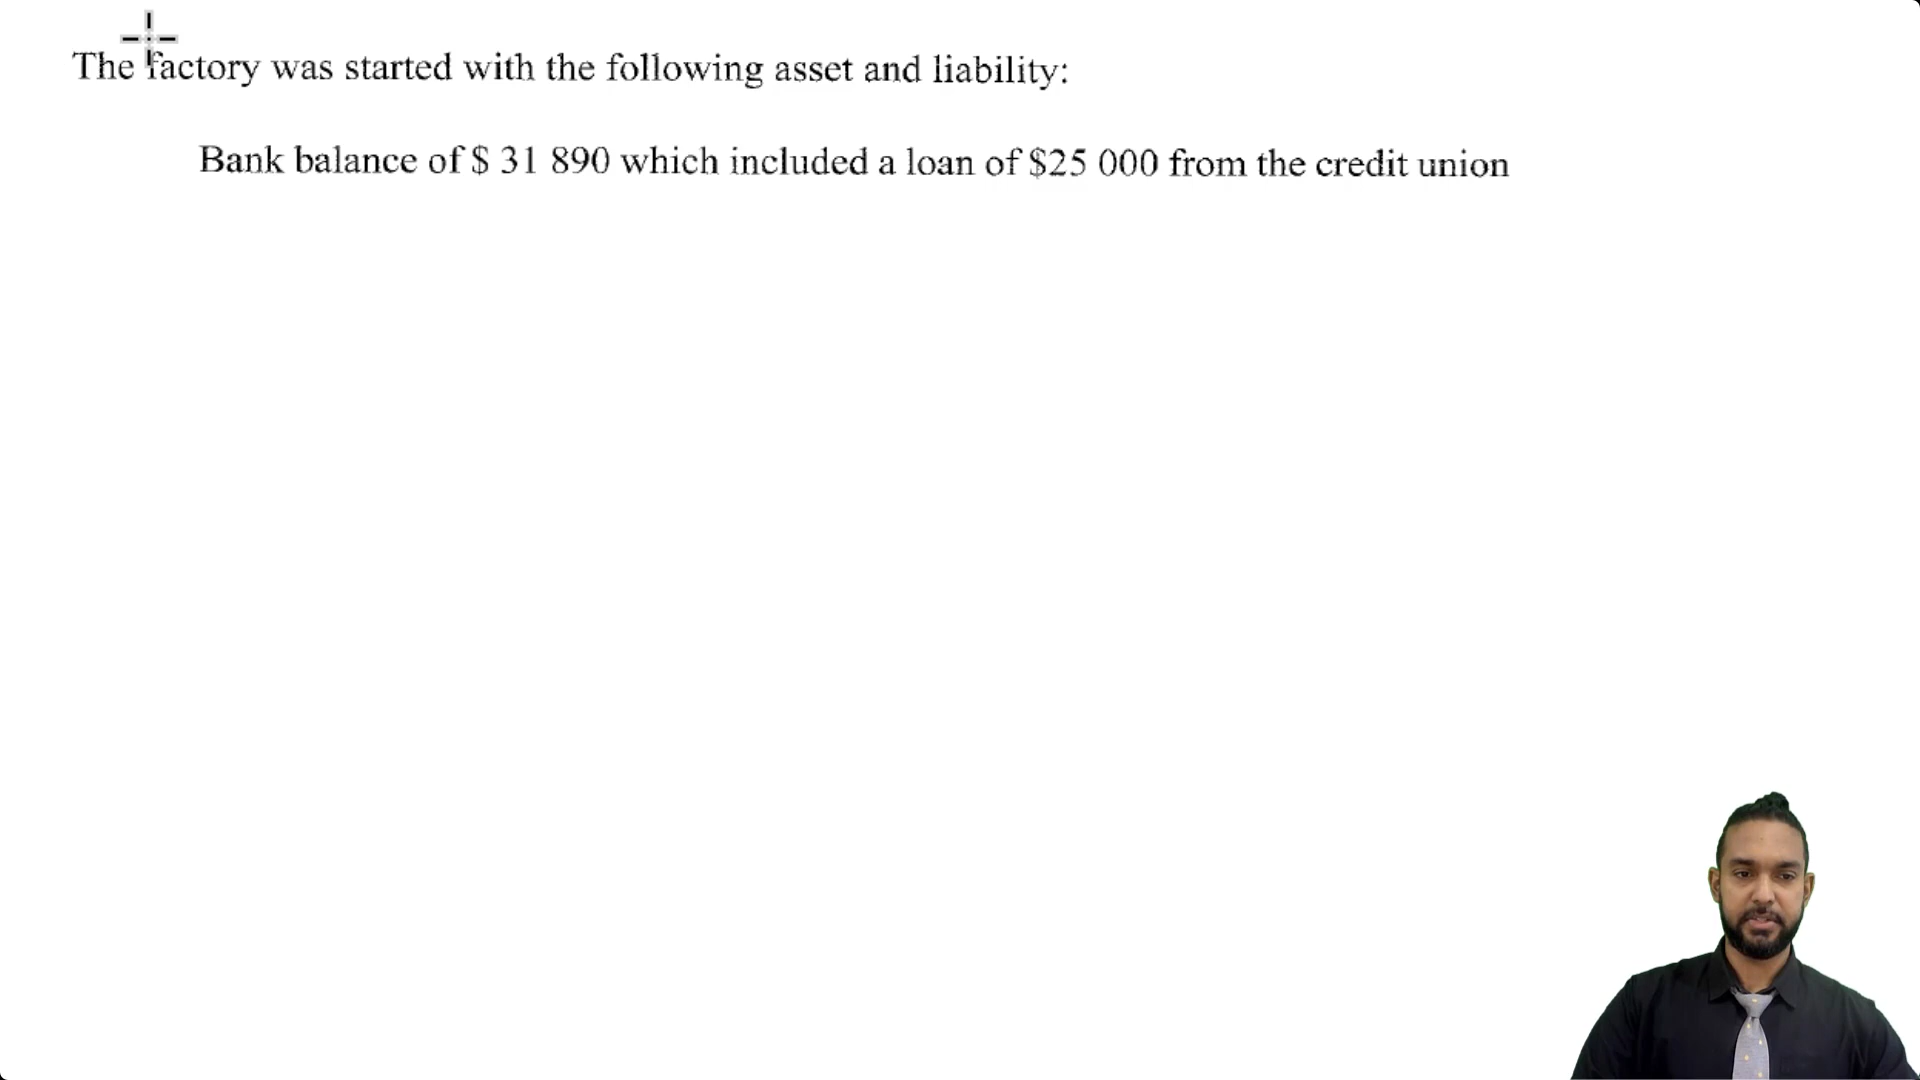 The factory was started with the following asset and liability:
Bank balance of $ 31 890 which included a loan of $25 000 from the credit union